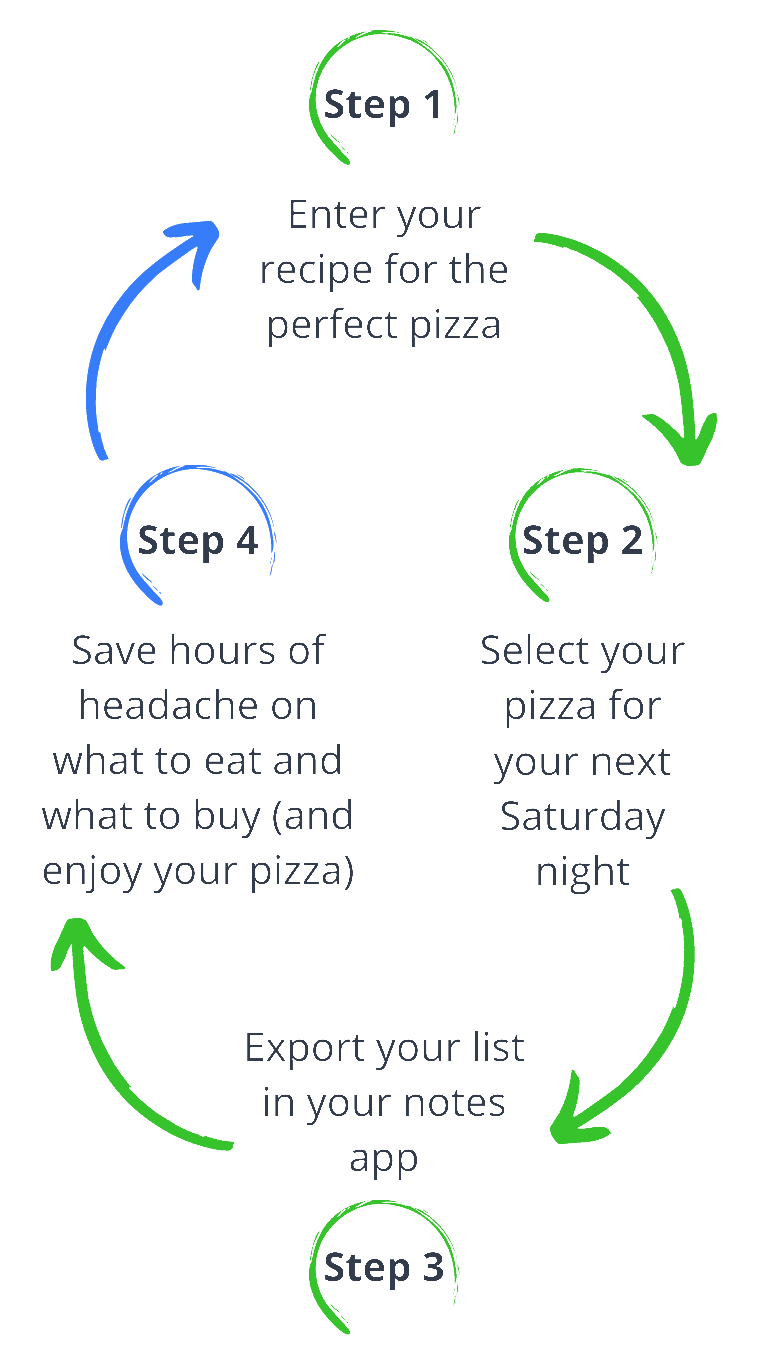 Step 1
Enter your
recipe for the
perfect pizza
Step 2
Select your
pizza for
your next
Saturday
night
Export your list
in your notes
app
Step 3
Step 4
Save hours of
headache on
what to eat and
what to buy (and
enjoy your pizza)